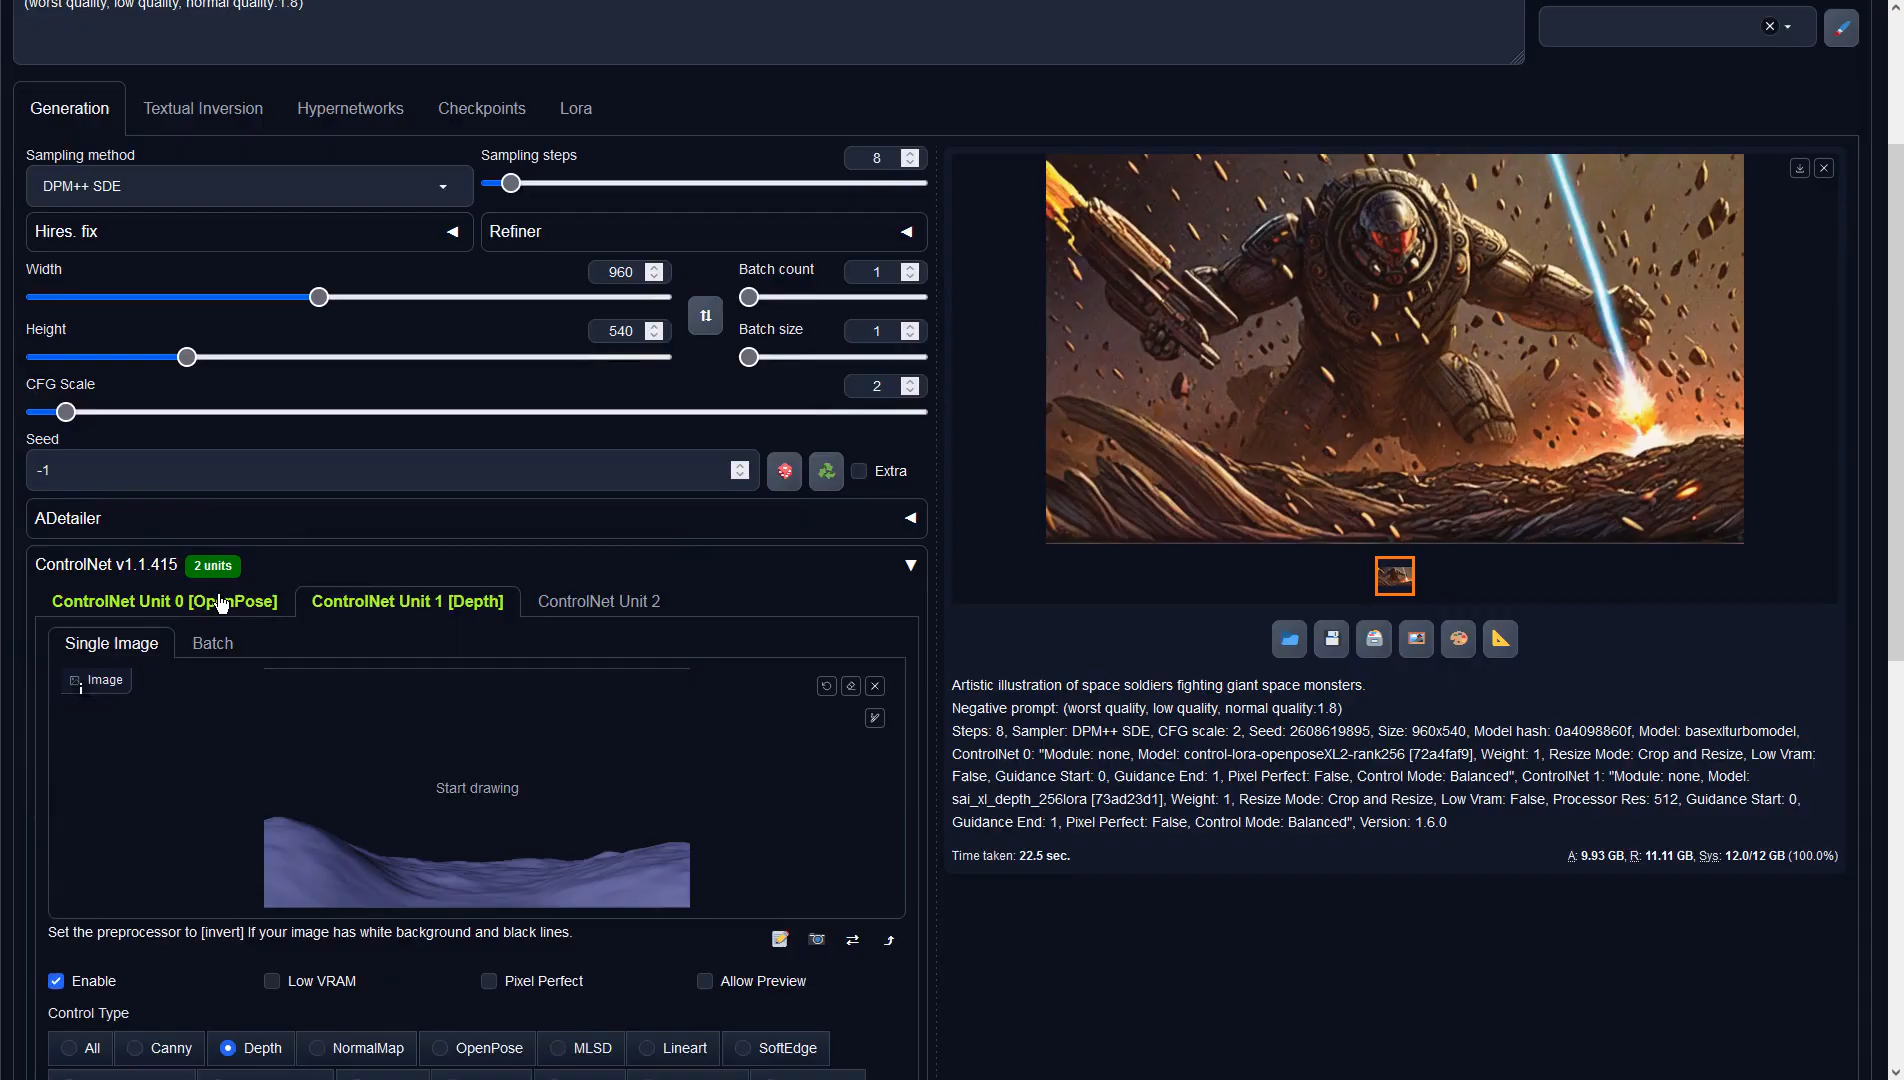 (worst quality, low quality, normal quality:1.8)
Generation Textual Inversion Hypernetworks Checkpoints Lora
Sampling method
DPM++ SDE
Sampling steps
8
Hires. fix
Refiner
Width
960
Batch count
1
Height
540
Batch size
1
CFG Scale
2
Seed
-1
Extra
ADetailer
ControlNet v1.1.415
2 units
ControlNet Unit 0 [OpenPose] ControlNet Unit 1 [Depth] ControlNet Unit 2
Single Image Batch
Image
Start drawing
Set the preprocessor to [invert] If your image has white background and black lines.
Enable Low VRAM Pixel Perfect Allow Preview
Control Type
All Canny Depth NormalMap OpenPose MLSD Lineart SoftEdge
Artistic illustration of space soldiers fighting giant space monsters.
Negative prompt: (worst quality, low quality, normal quality:1.8)
Steps: 8, Sampler: DPM++ SDE, CFG scale: 2, Seed: 2608619895, Size: 960x540, Model hash: 0a4098860f, Model: basexlturbomodel,
ControlNet 0: "Module: none, Model: control-lora-openposeXL2-rank256 [72a4faf9], Weight: 1, Resize Mode: Crop and Resize, Low Vram:
False, Guidance Start: 0, Guidance End: 1, Pixel Perfect: False, Control Mode: Balanced", ControlNet 1: "Module: none, Model:
sai_xl_depth_256lora [73ad23d1], Weight: 1, Resize Mode: Crop and Resize, Low Vram: False, Processor Res: 512, Guidance Start: 0,
Guidance End: 1, Pixel Perfect: False, Control Mode: Balanced", Version: 1.6.0
Time taken: 22.5 sec.
A: 9.93 GB, R: 11.11 GB, Sys: 12.0/12 GB (100.0%)